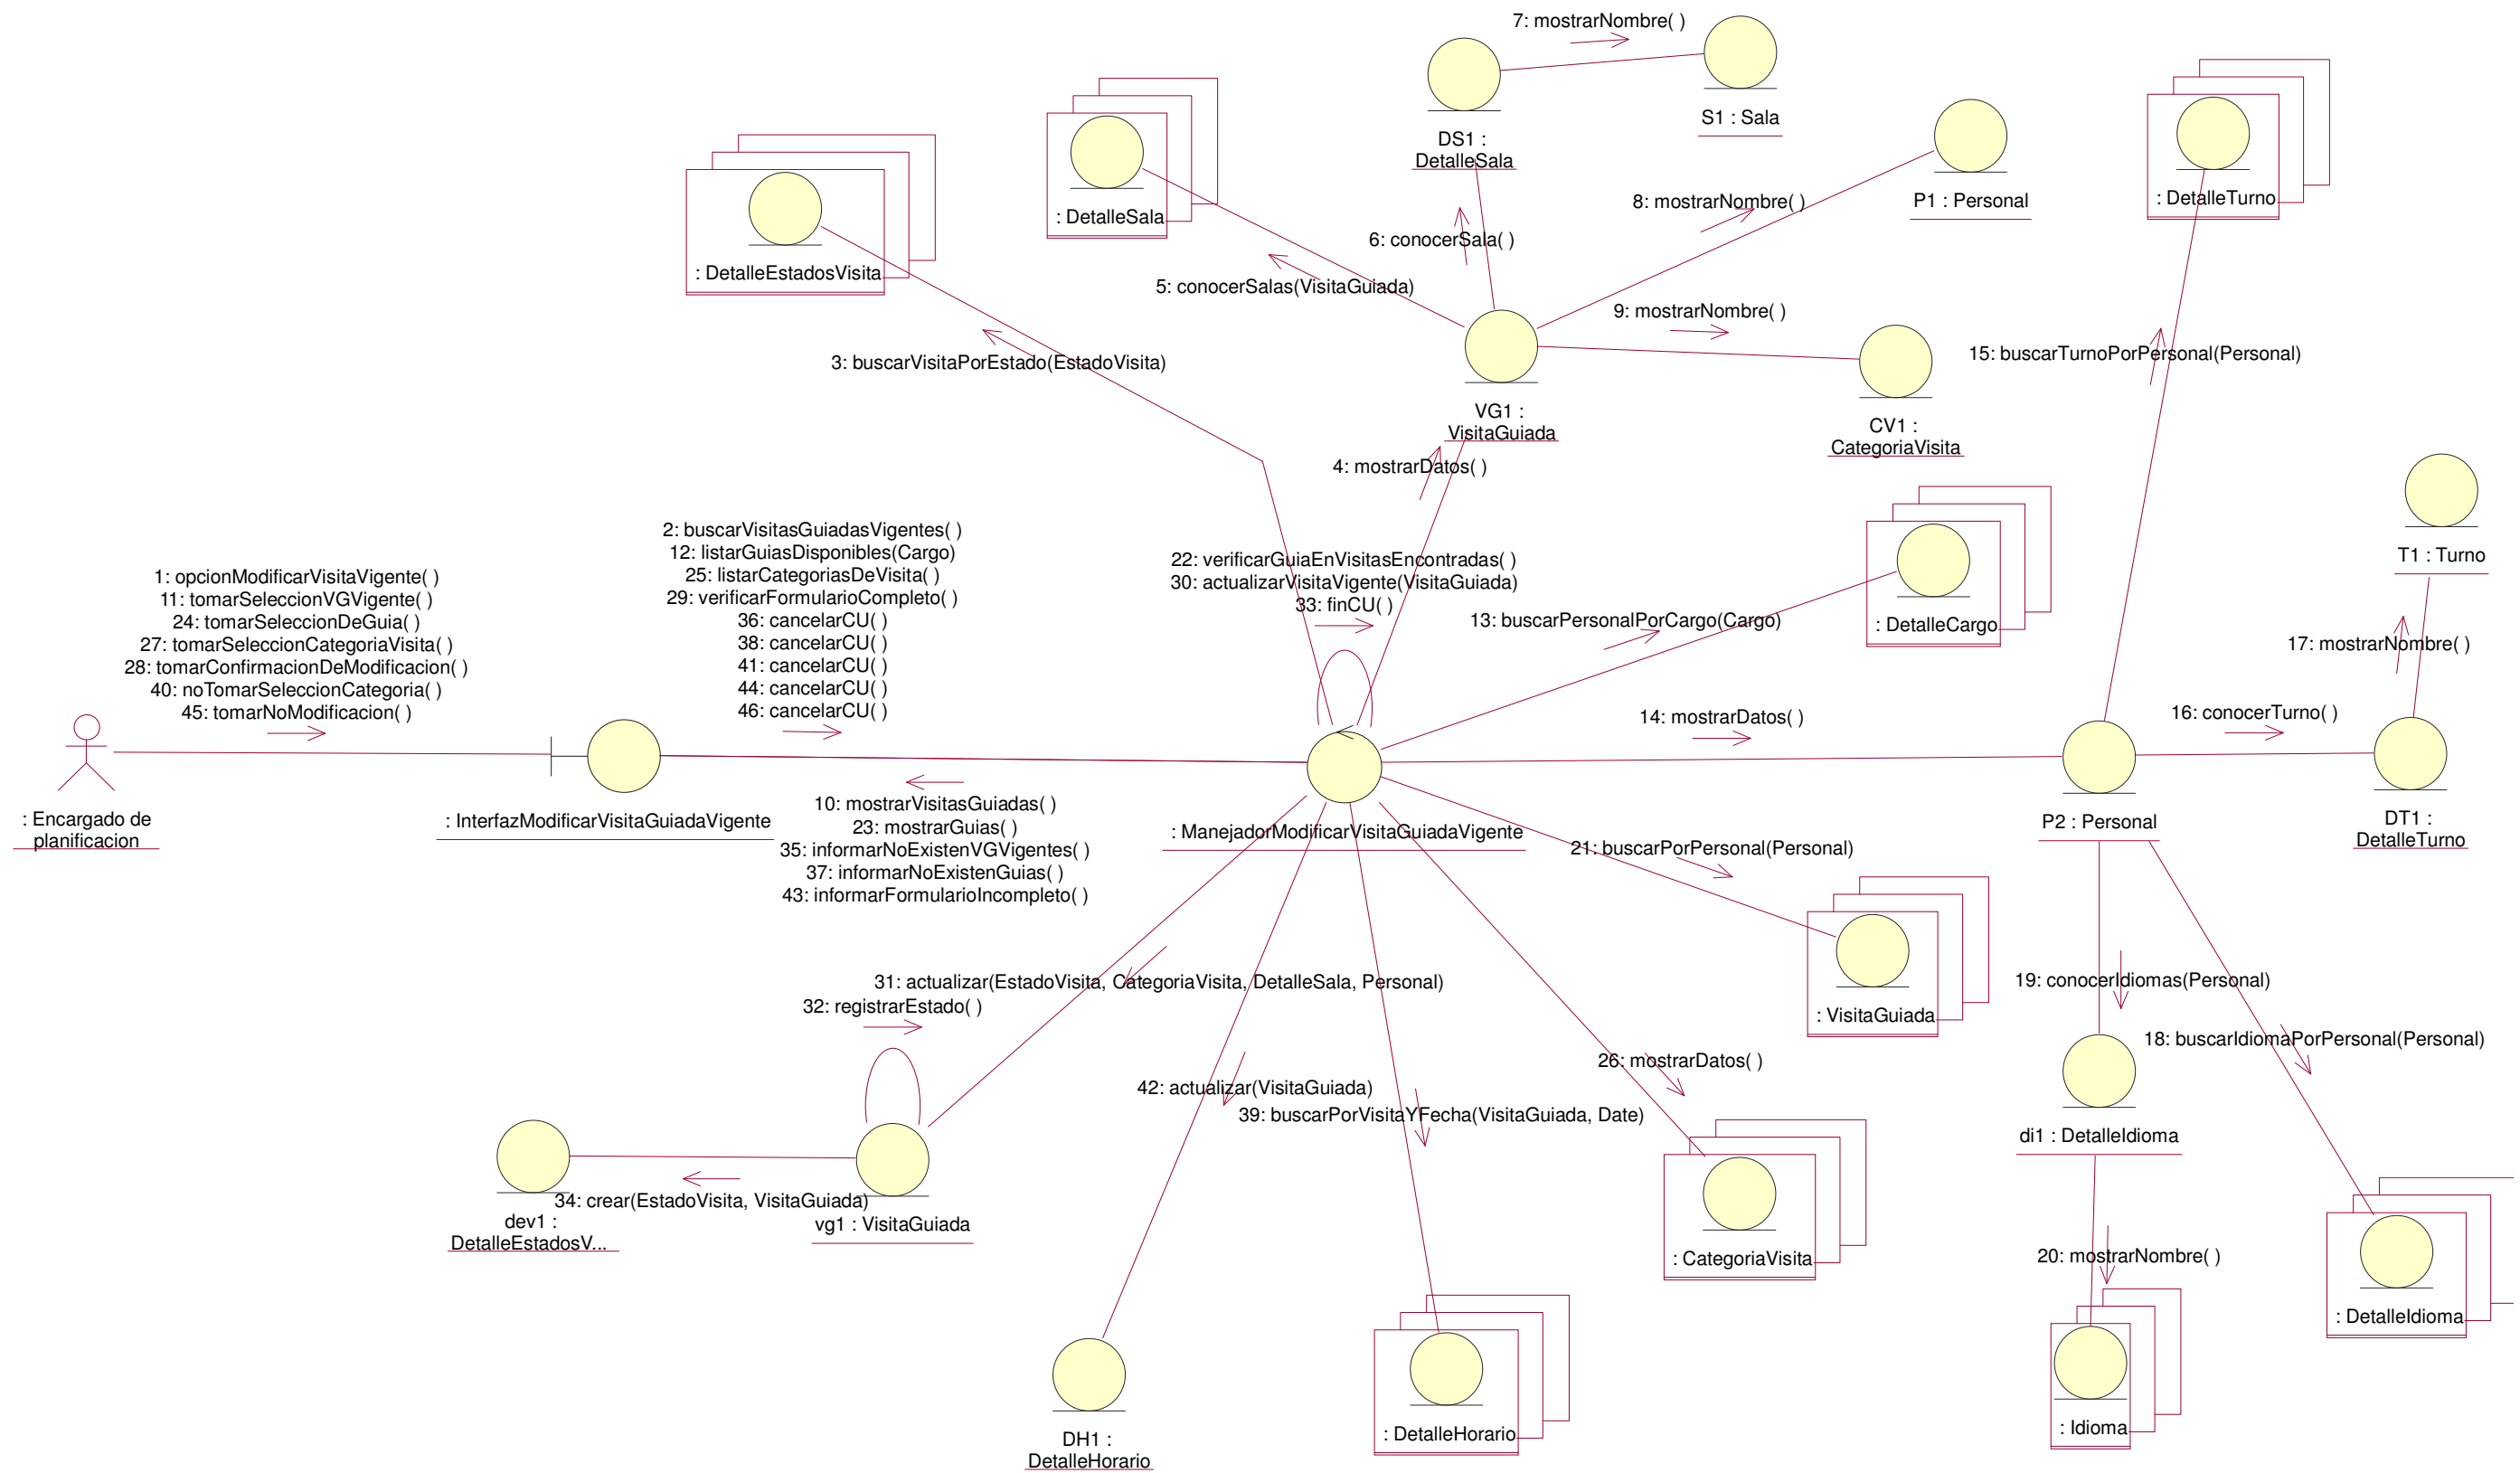 7: mostrarNombre( )
S1 : Sala
DS1 :
DetalleSala
P1 : Personal
: DetalleTurno
: DetalleSala
8: mostrarNombre( )
6: conocerSala( )
: DetalleEstadosVisita
5: conocerSalas(VisitaGuiada)
9: mostrarNombre( )
3: buscarVisitaPorEstado(EstadoVisita)
15: buscarTurnoPorPersonal(Personal)
VG1 :
VisitaGuiada
CV1 :
CategoriaVisita
4: mostrarDatos( )
2: buscarVisitasGuiadasVigentes( )
12: listarGuiasDisponibles(Cargo)
25: listarCategoriasDeVisita( )
29: verificarFormularioCompleto( )
36: cancelarCU( )
38: cancelarCU( )
41: cancelarCU( )
44: cancelarCU( )
46: cancelarCU( )
22: verificarGuiaEnVisitasEncontradas( )
30: actualizarVisitaVigente(VisitaGuiada)
33: finCU( )
T1 : Turno
1: opcionModificarVisitaVigente( )
11: tomarSeleccionVGVigente( )
24: tomarSeleccionDeGuia( )
27: tomarSeleccionCategoriaVisita( )
28: tomarConfirmacionDeModificacion( )
40: noTomarSeleccionCategoria( )
45: tomarNoModificacion( )
13: buscarPersonalPorCargo(Cargo)
: DetalleCargo
17: mostrarNombre( )
14: mostrarDatos( )
16: conocerTurno( )
: Encargado de
planificacion
: InterfazModificarVisitaGuiadaVigente
10: mostrarVisitasGuiadas( )
23: mostrarGuias( )
35: informarNoExistenVGVigentes( )
37: informarNoExistenGuias( )
43: informarFormularioIncompleto( )
: ManejadorModificarVisitaGuiadaVigente
P2 : Personal
DT1 :
DetalleTurno
21: buscarPorPersonal(Personal)
31: actualizar(EstadoVisita, CategoriaVisita, DetalleSala, Personal)
32: registrarEstado( )
19: conocerIdiomas(Personal)
: VisitaGuiada
18: buscarIdiomaPorPersonal(Personal)
26: mostrarDatos( )
42: actualizar(VisitaGuiada)
39: buscarPorVisitaYFecha(VisitaGuiada, Date)
di1 : DetalleIdioma
34: crear(EstadoVisita, VisitaGuiada)
dev1 :
DetalleEstadosV...
vg1 : VisitaGuiada
: CategoriaVisita
20: mostrarNombre( )
: DetalleIdioma
DH1 :
DetalleHorario
: DetalleHorario
: Idioma